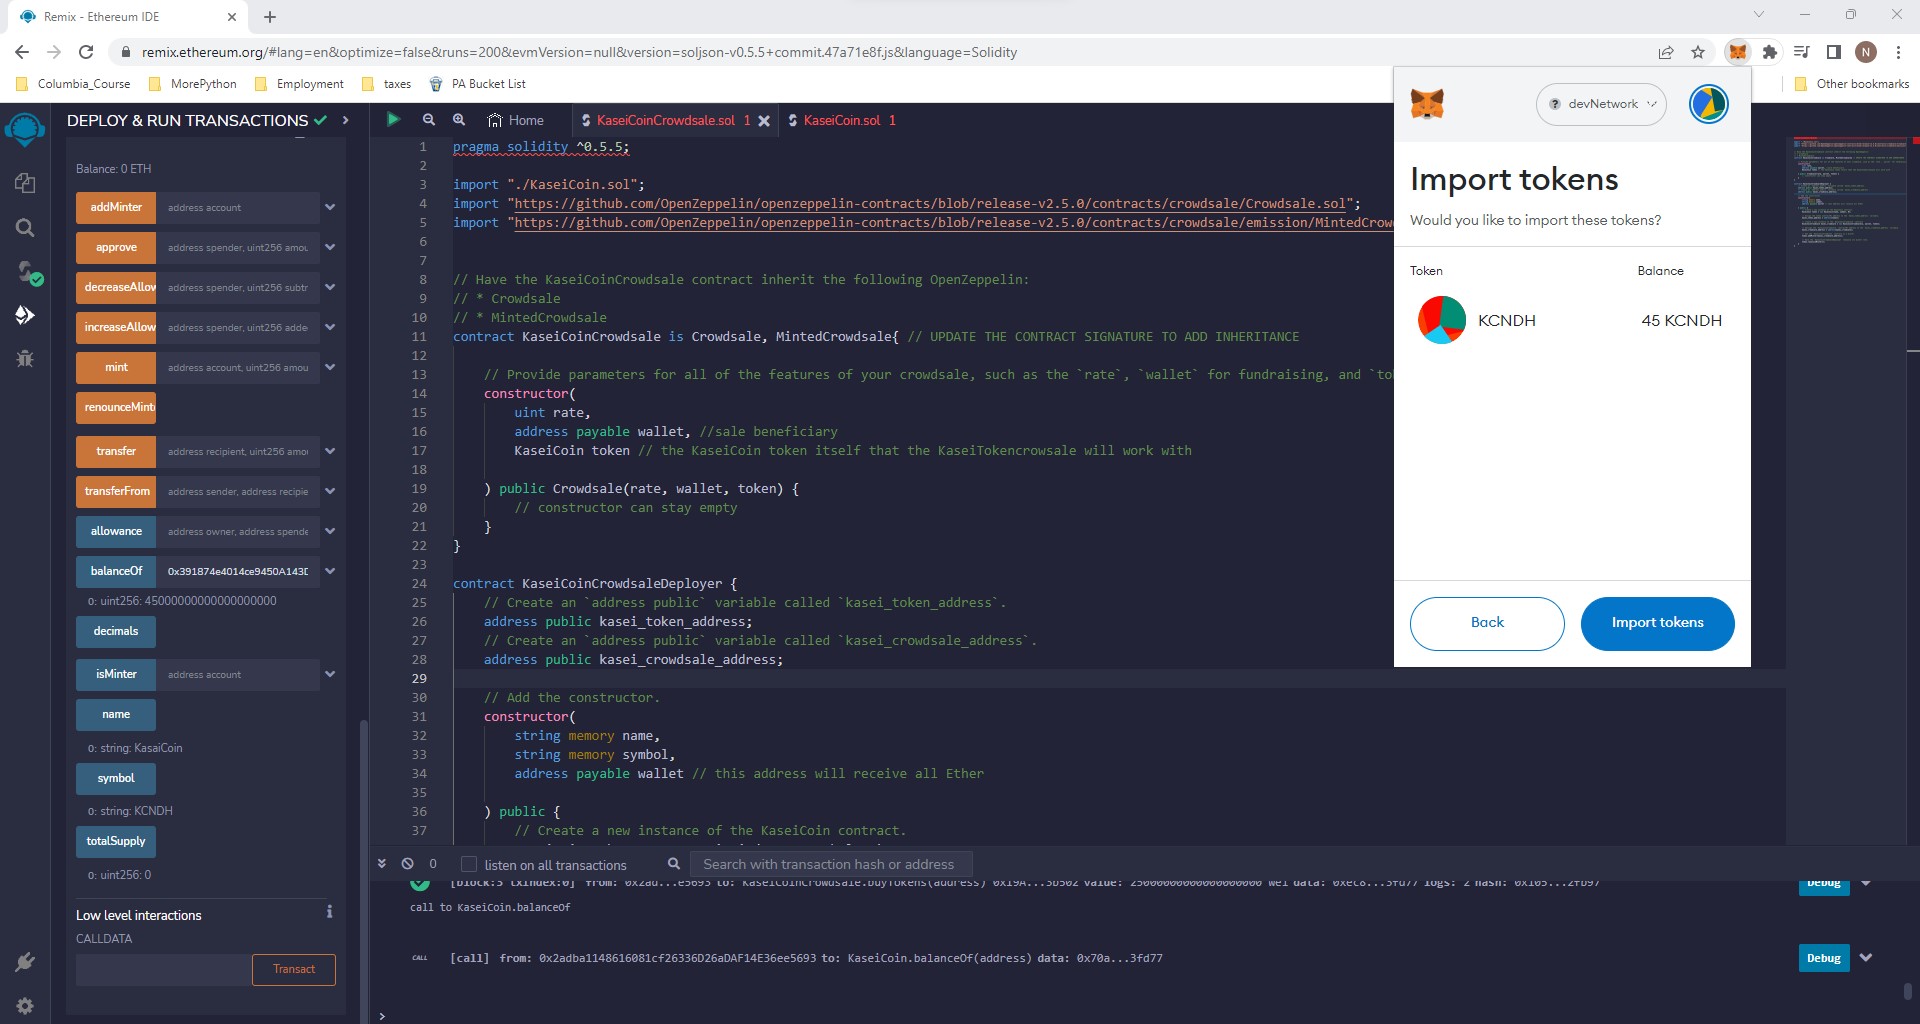 Remix - Ethereum IDE
remix.ethereum.org/#lang=en&optimize=false&runs=200&evmVersion=null&version=soljson-v0.5.5+commit.47a71e8f.js&language=Solidity
N
Columbia_Course
MorePython
Employment
taxes
PA Bucket List
Other bookmarks
DEPLOY & RUN TRANSACTIONS
Balance: 0 ETH
addMinter address account
approve address spender, uint256 amou
decreaseAllow address spender, uint256 subtr
increaseAllow address spender, uint256 adde
mint address account, uint256 amou
renounceMint
transfer address recipient, uint256 amou
transferFrom address sender, address recipie
allowance address owner, address spende
balanceOf 0x391874e4014ce9450A143D
0: uint256: 45000000000000000000
decimals
isMinter address account
name
0: string: KasaiCoin
symbol
0: string: KCNDH
totalSupply
0: uint256: 0
Low level interactions
CALLDATA
Transact
Home
KaseiCoinCrowdsale.sol 1
KaseiCoin.sol 1
1 pragma solidity ^0.5.5;
2
3 import "./KaseiCoin.sol";
4 import "https://github.com/OpenZeppelin/openzeppelin-contracts/blob/release-v2.5.0/contracts/crowdsale/Crowdsale.sol";
5 import "https://github.com/OpenZeppelin/openzeppelin-contracts/blob/release-v2.5.0/contracts/crowdsale/emission/MintedCrow
6
7
8 // Have the KaseiCoinCrowdsale contract inherit the following OpenZeppelin:
9 // * Crowdsale
10 // * MintedCrowdsale
11 contract KaseiCoinCrowdsale is Crowdsale, MintedCrowdsale{ // UPDATE THE CONTRACT SIGNATURE TO ADD INHERITANCE
12
13 // Provide parameters for all of the features of your crowdsale, such as the `rate`, `wallet` for fundraising, and `to
14 constructor(
15 uint rate,
16 address payable wallet, //sale beneficiary
17 KaseiCoin token // the KaseiCoin token itself that the KaseiTokencrowsale will work with
18
19 ) public Crowdsale(rate, wallet, token) {
20 // constructor can stay empty
21 }
22 }
23
24 contract KaseiCoinCrowdsaleDeployer {
25 // Create an `address public` variable called `kasei_token_address`.
26 address public kasei_token_address;
27 // Create an `address public` variable called `kasei_crowdsale_address`.
28 address public kasei_crowdsale_address;
29
30 // Add the constructor.
31 constructor(
32 string memory name,
33 string memory symbol,
34 address payable wallet // this address will receive all Ether
35
36 ) public {
37 // Create a new instance of the KaseiCoin contract.
devNetwork
Import tokens
Would you like to import these tokens?
Token Balance
KCNDH 45 KCNDH
Back
Import tokens
0
listen on all transactions
Search with transaction hash or address
[block:3 txIndex:0] from: 0x2ad...e5693 to: KaseiCoinCrowdsale.buyTokens(address) 0x19A...3b502 value: 25000000000000000000 wei data: 0xec8...3fd77 logs: 2 hash: 0x105...2fb97
Debug
call to KaseiCoin.balanceOf
CALL [call] from: 0x2adba1148616081cf26336D26aDAF14E36ee5693 to: KaseiCoin.balanceOf(address) data: 0x70a...3fd77
Debug
>